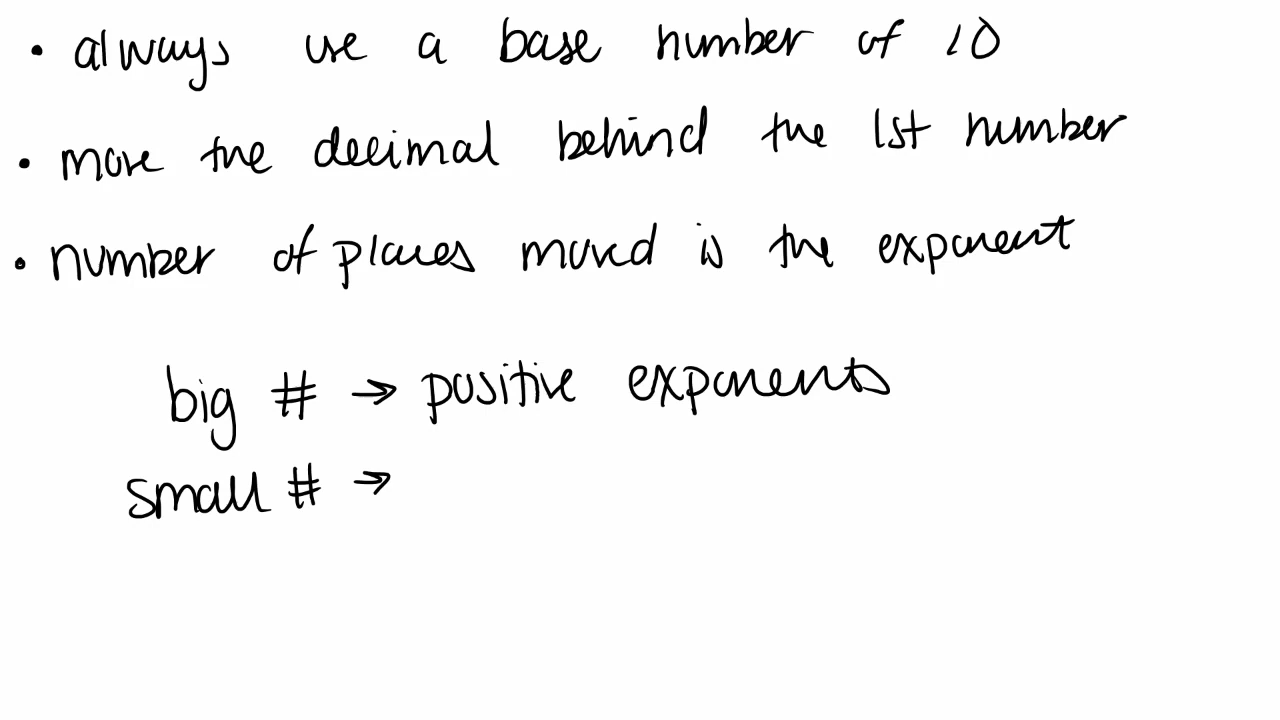 • always use a base number of 10
• move the decimal behind the 1st number
• number of places moved is the exponent
big # → positive exponents
small # →